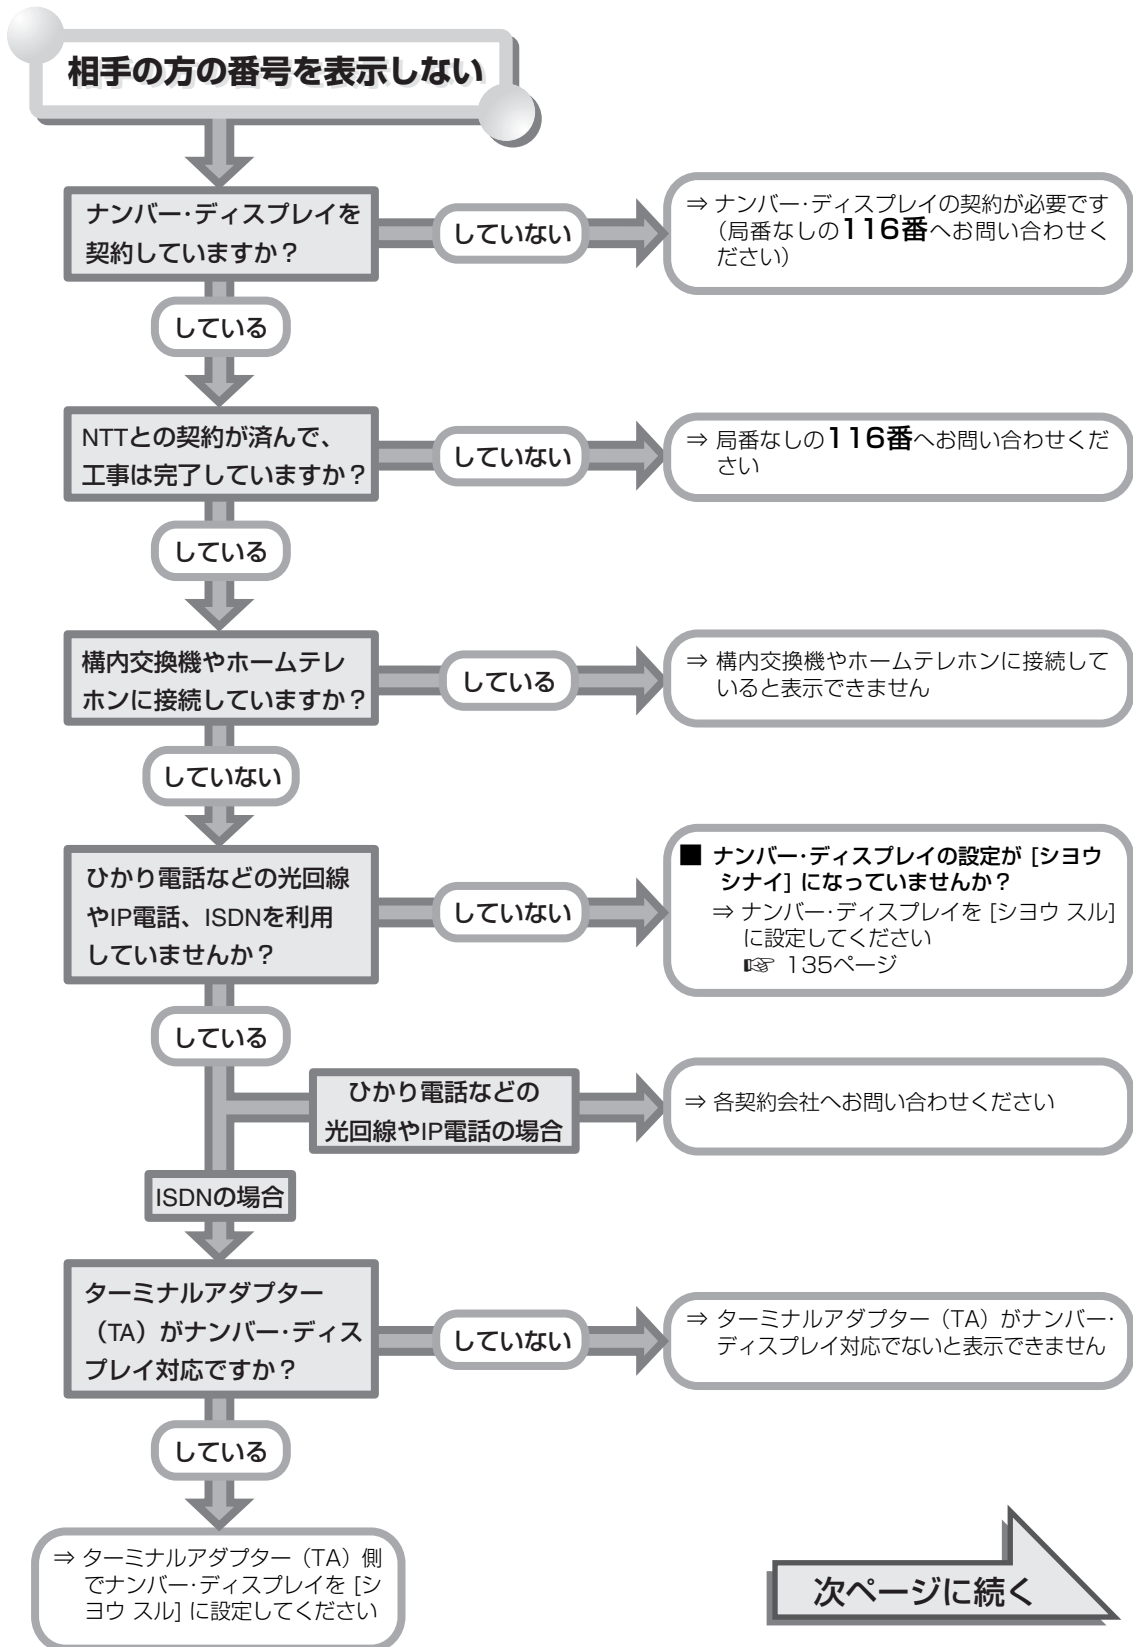 相手の方の番号を表示しない
ナンバー・ディスプレイを
契約していますか？
していない
⇒ ナンバー・ディスプレイの契約が必要です
（局番なしの116番へお問い合わせく
ださい）
している
NTTとの契約が済んで、
工事は完了していますか？
していない
⇒ 局番なしの116番へお問い合わせくだ
さい
している
構内交換機やホームテレ
ホンに接続していますか？
している
⇒ 構内交換機やホームテレホンに接続して
いると表示できません
していない
ひかり電話などの光回線
やIP電話、ISDNを利用
していませんか？
していない
■ ナンバー・ディスプレイの設定が [シヨウ
シナイ] になっていませんか？
⇒ ナンバー・ディスプレイを [シヨウ スル]
に設定してください
☞ 135ページ
している
ひかり電話などの
光回線やIP電話の場合
⇒ 各契約会社へお問い合わせください
ISDNの場合
ターミナルアダプター
（TA）がナンバー・ディス
プレイ対応ですか？
していない
⇒ ターミナルアダプター（TA）がナンバー・
ディスプレイ対応でないと表示できません
している
⇒ ターミナルアダプター（TA）側
でナンバー・ディスプレイを [シ
ヨウ スル] に設定してください
次ページに続く